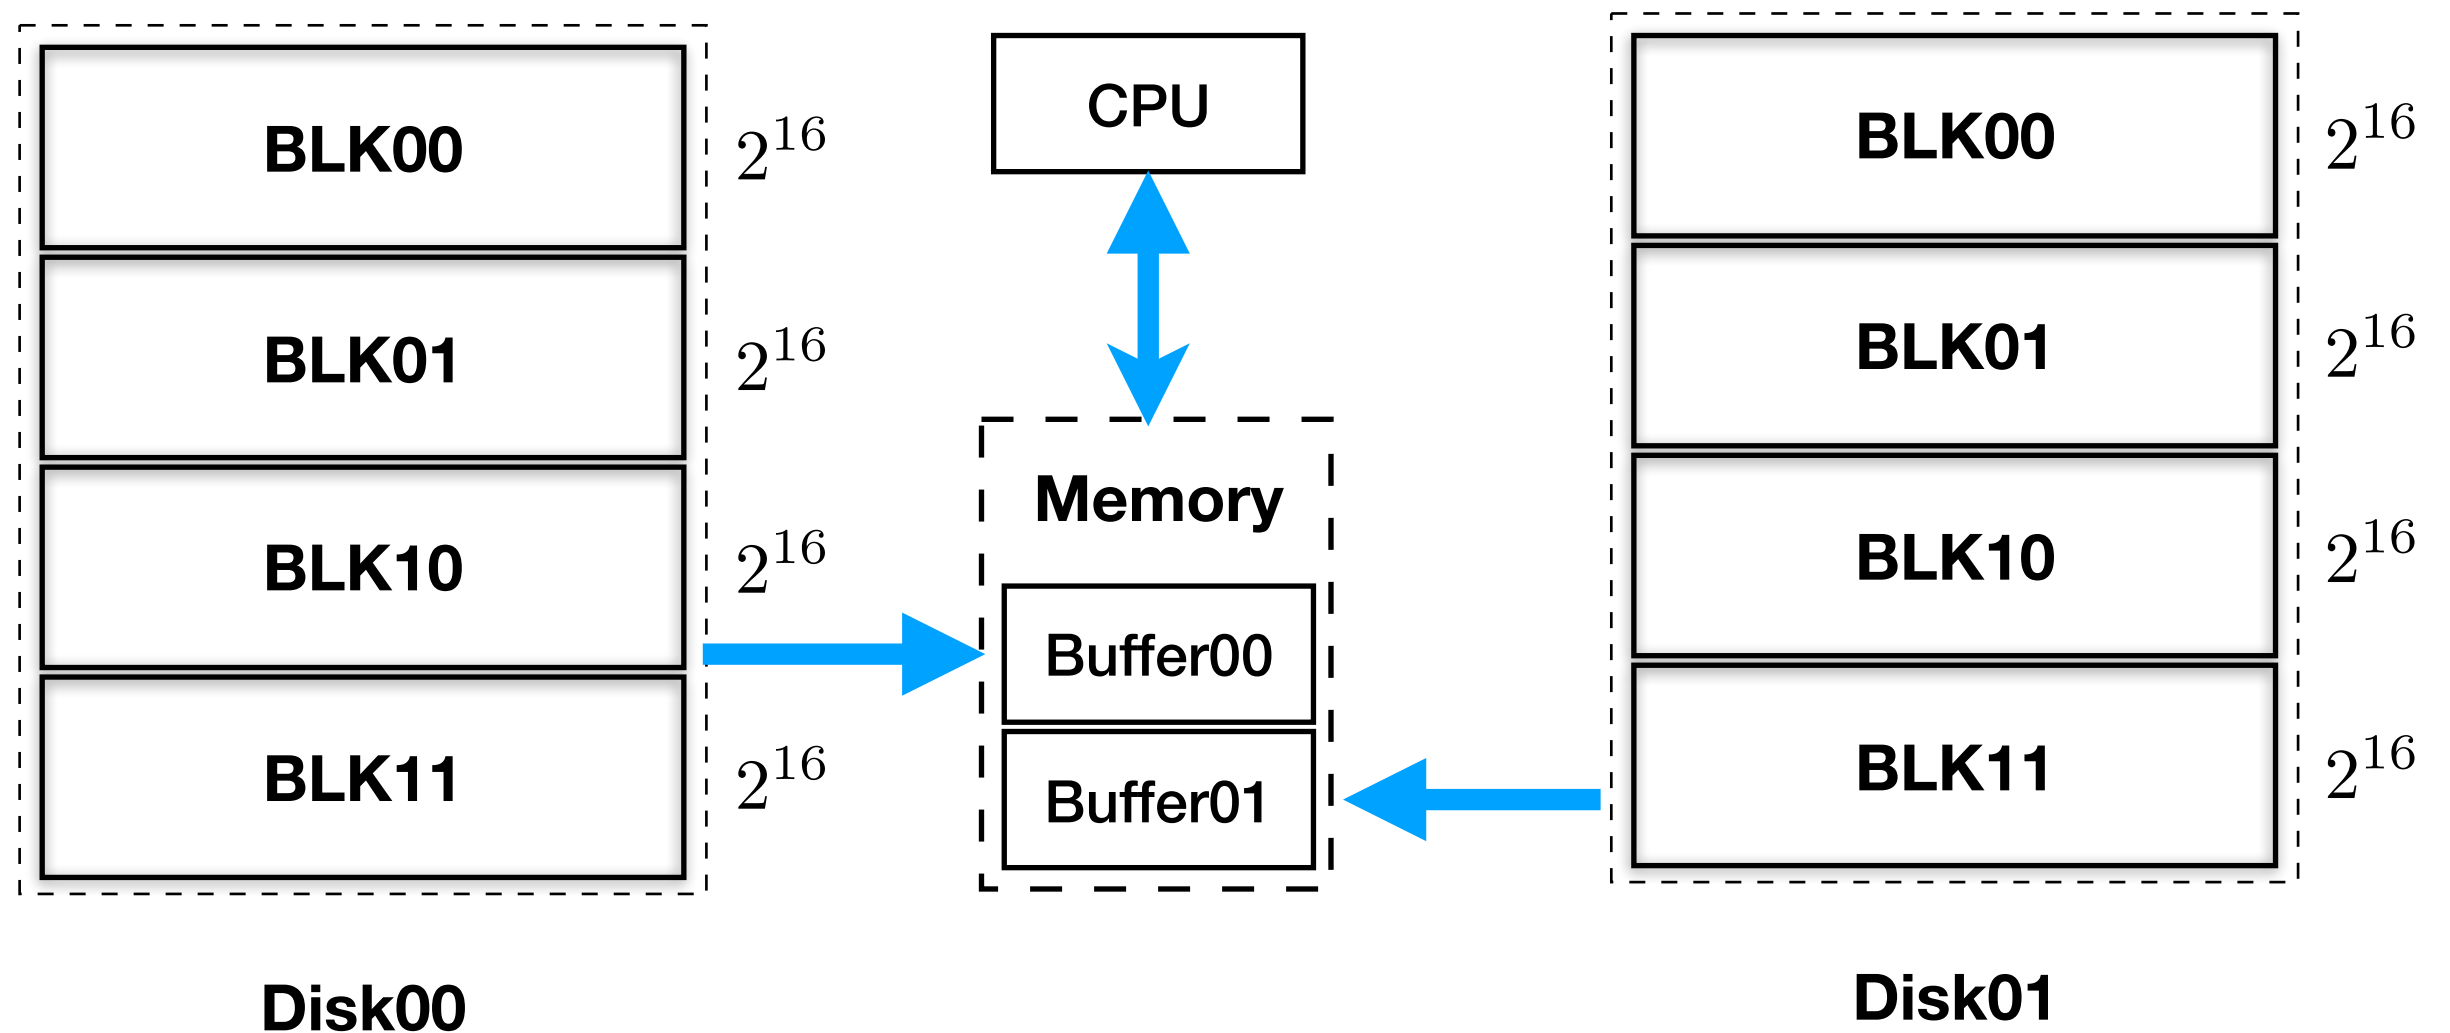 BLK00
2^16
BLK01
2^16
BLK10
2^16
BLK11
2^16
Disk00
CPU
Memory
Buffer00
Buffer01
BLK00
2^16
BLK01
2^16
BLK10
2^16
BLK11
2^16
Disk01